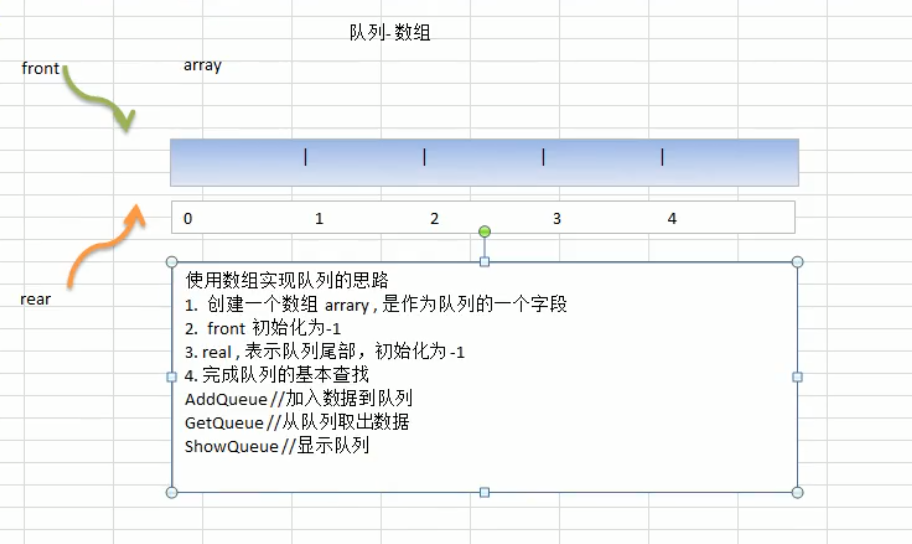 队列-数组
front
array
0 1 2 3 4
rear
使用数组实现队列的思路
1. 创建一个数组 arrary , 是作为队列的一个字段
2. front 初始化为-1
3. real , 表示队列尾部，初始化为 -1
4. 完成队列的基本查找
AddQueue //加入数据到队列
GetQueue //从队列取出数据
ShowQueue //显示队列